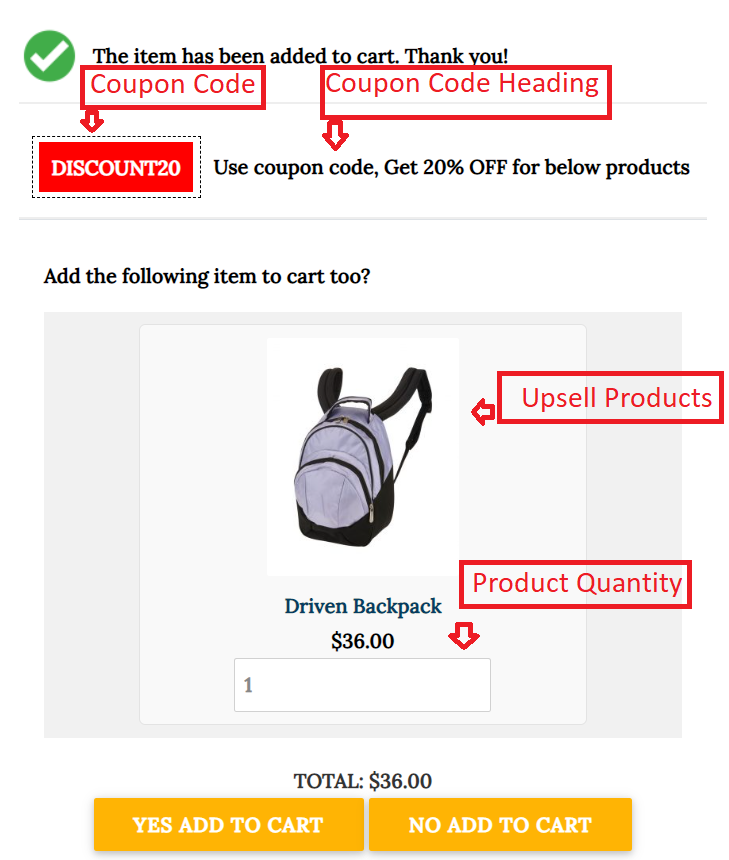 The item has been added to cart. Thank you!
Coupon Code
Coupon Code Heading
DISCOUNT20
Use coupon code, Get 20% OFF for below products
Add the following item to cart too?
Upsell Products
Product Quantity
Driven Backpack
$36.00
1
TOTAL: $36.00
YES ADD TO CART
NO ADD TO CART